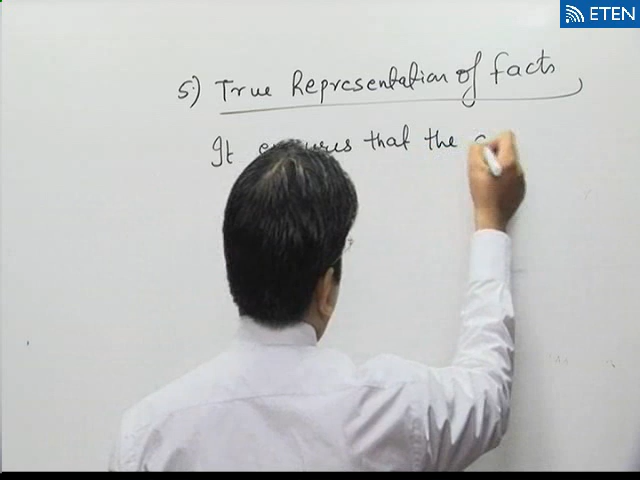 ETEN
5.) True Representation of facts
It ensures that the